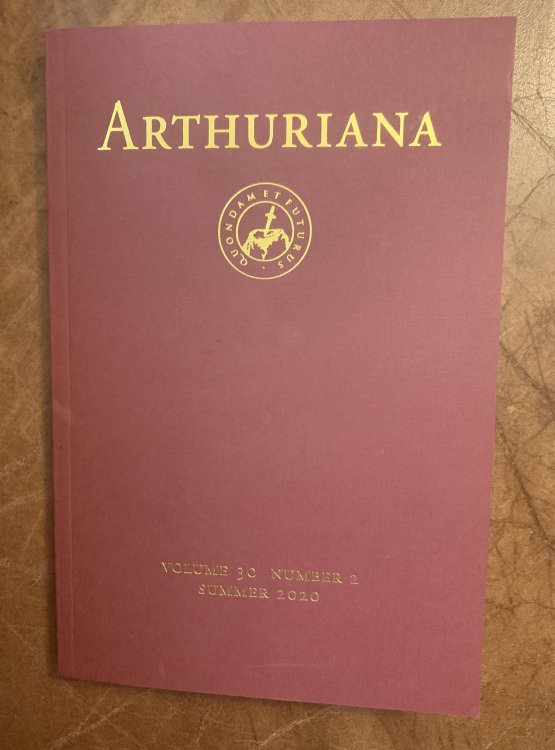 ARTHURIANA
QUONDAM ET FUTURUS
VOLUME 30 NUMBER 2
SUMMER 2020